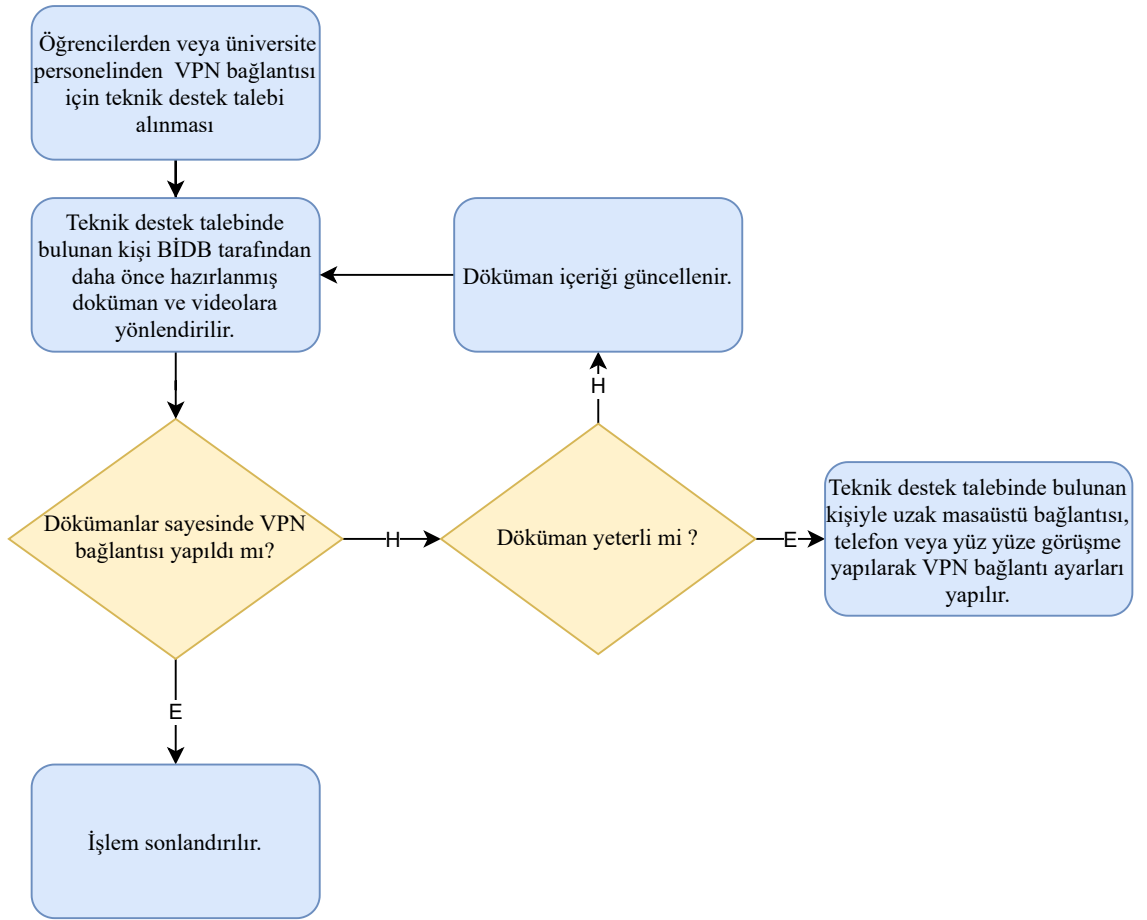 Öğrencilerden veya üniversite
personelinden VPN bağlantısı
için teknik destek talebi
alınması
Teknik destek talebinde
bulunan kişi BİDB tarafından
daha önce hazırlanmış
doküman ve videolara
yönlendirilir.
Döküman içeriği güncellenir.
H
Dökümanlar sayesinde VPN
bağlantısı yapıldı mı?
H
Döküman yeterli mi ?
E
Teknik destek talebinde bulunan
kişiyle uzak masaüstü bağlantısı,
telefon veya yüz yüze görüşme
yapılarak VPN bağlantı ayarları
yapılır.
E
İşlem sonlandırılır.